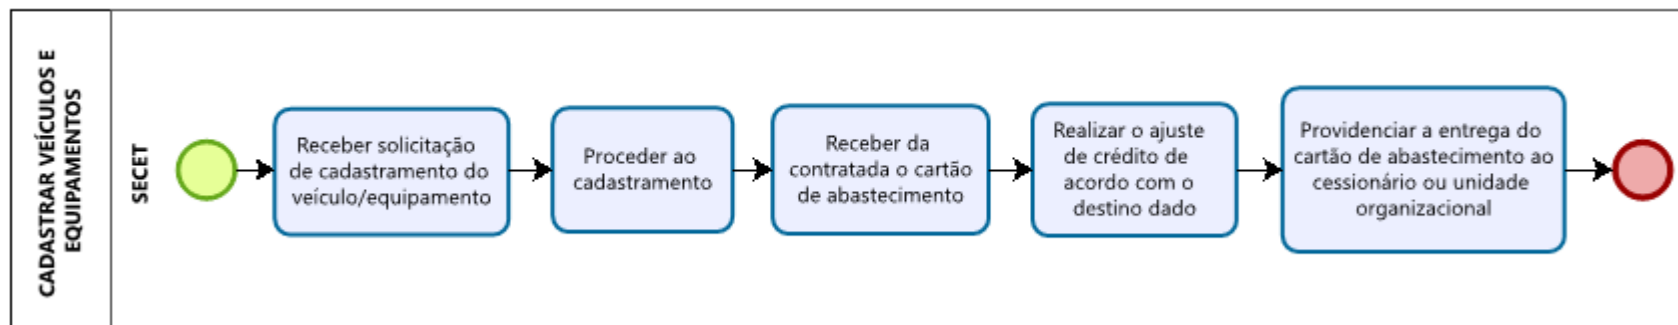 CADASTRAR VEÍCULOS E
EQUIPAMENTOS
SECET
Receber solicitação
de cadastramento do
veículo/equipamento
Proceder ao
cadastramento
Receber da
contratada o cartão
de abastecimento
Realizar o ajuste
de crédito de
acordo com o
destino dado
Providenciar a entrega do
cartão de abastecimento ao
cessionário ou unidade
organizacional